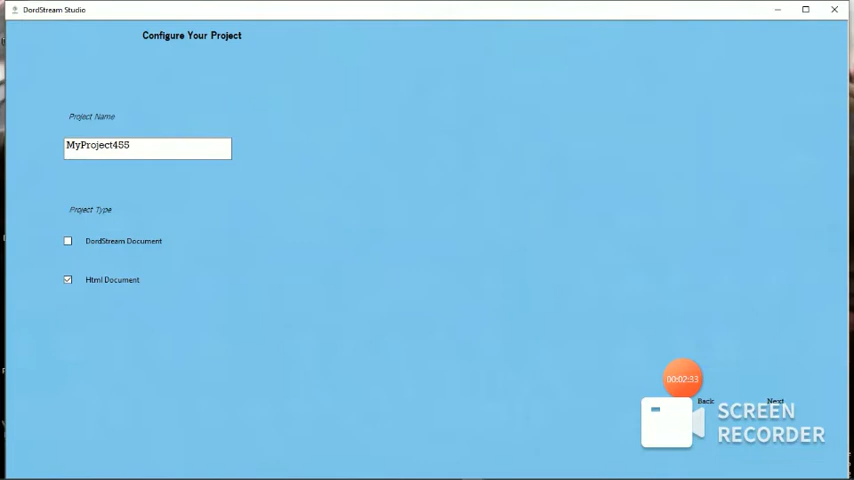 DordStream Studio
Configure Your Project
Project Name
MyProject455
Project Type
DordStream Document
Html Document
00:02:33
Back
Next
SCREEN
RECORDER